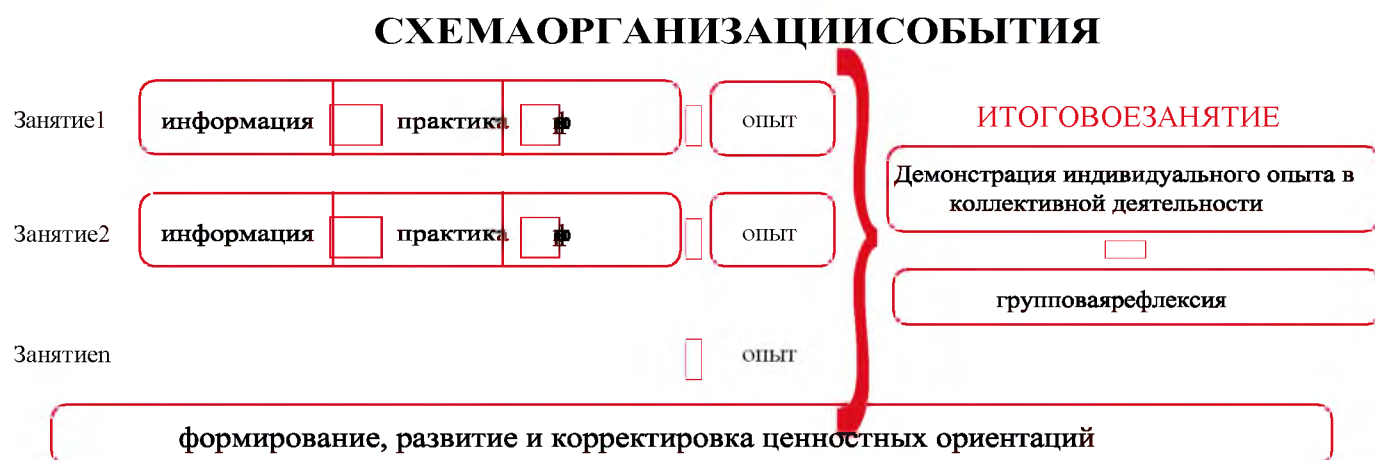 СХЕМАОРГАНИЗАЦИИСОБЫТИЯ
Занятие1 информация практика опыт
ИТОГОВОЕЗАНЯТИЕ
Демонстрация индивидуального опыта в
коллективной деятельности
Занятие2 информация практика опыт
групповаярефлексия
Занятиеn опыт
формирование, развитие и корректировка ценностных ориентаций